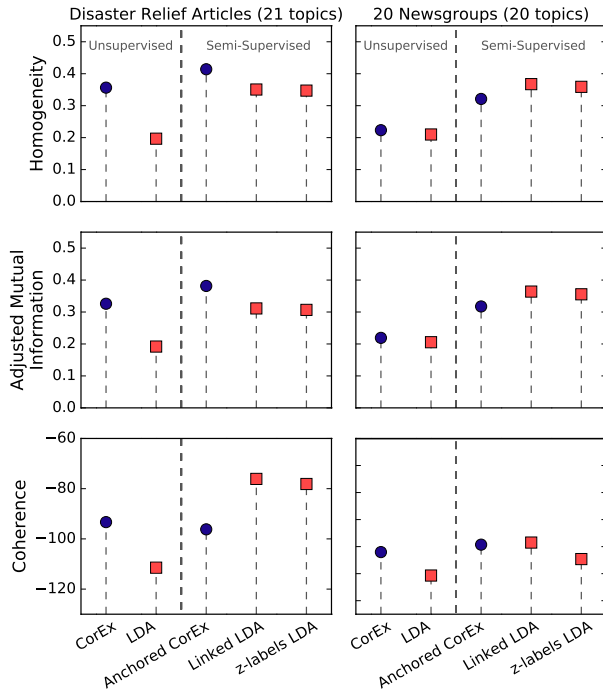 Disaster Relief Articles (21 topics)
20 Newsgroups (20 topics)
Unsupervised
Semi-Supervised
Unsupervised
Semi-Supervised
Homogeneity
0.5
0.4
0.3
0.2
0.1
0.0
Adjusted Mutual
Information
0.5
0.4
0.3
0.2
0.1
0.0
Coherence
−60
−80
−100
−120
CorEx
LDA
Anchored CorEx
Linked LDA
z-labels LDA
CorEx
LDA
Anchored CorEx
Linked LDA
z-labels LDA